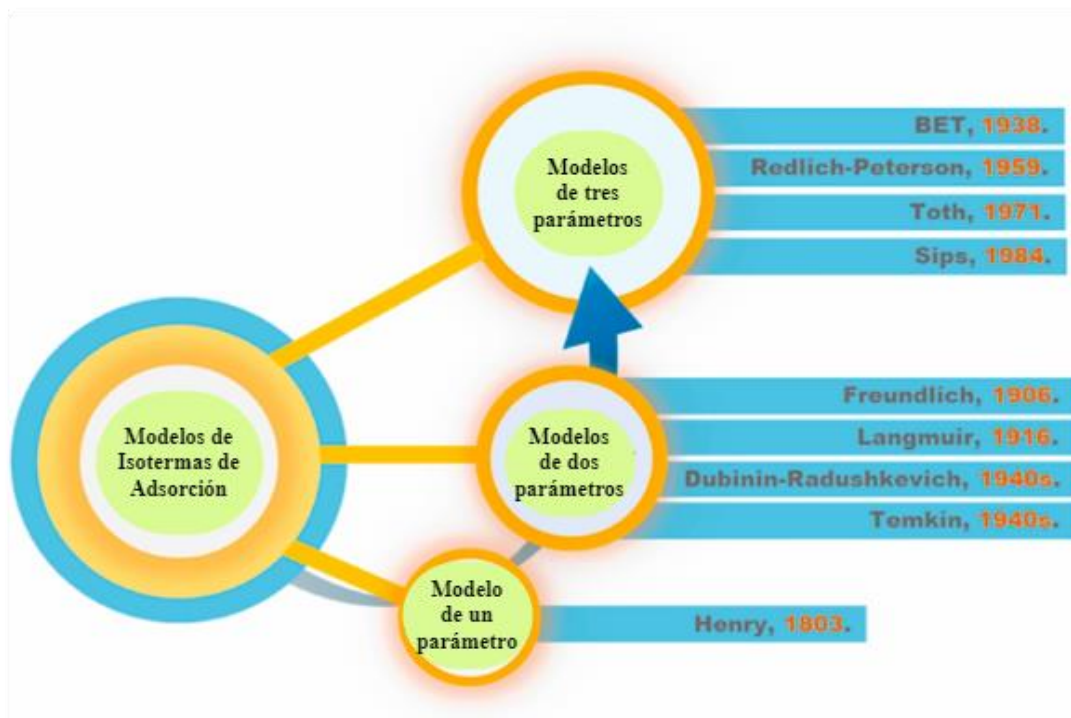 Modelos
de tres
parámetros
BET, 1938.
Redlich-Peterson, 1959.
Toth, 1971.
Sips, 1984.
Modelos de
Isotermas de
Adsorción
Modelos
de dos
parámetros
Freundlich, 1906.
Langmuir, 1916.
Dubinin-Radushkevich, 1940s.
Temkin, 1940s.
Modelo
de un
parámetro
Henry, 1803.